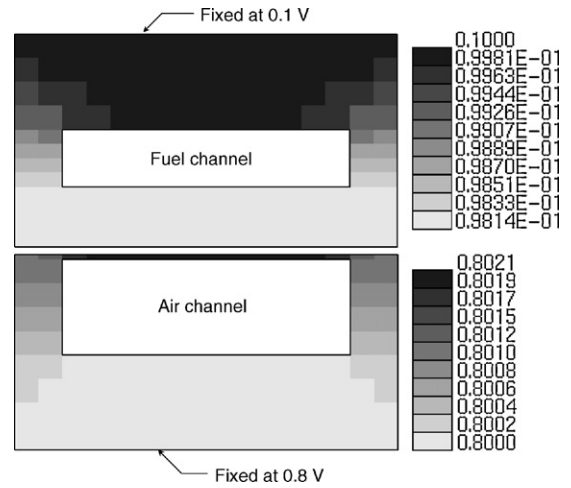 Fixed at 0.1 V
0.1000
0.9981E-01
0.9963E-01
0.9944E-01
0.9926E-01
0.9907E-01
0.9889E-01
0.9870E-01
0.9851E-01
0.9833E-01
0.9814E-01
Fuel channel
0.8021
0.8019
0.8017
0.8015
0.8012
0.8010
0.8008
0.8006
0.8004
0.8002
0.8000
Air channel
Fixed at 0.8 V